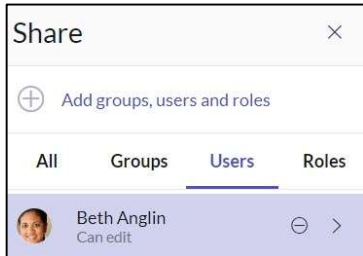 Share
Add groups, users and roles
All Groups Users Roles
Beth Anglin
Can edit